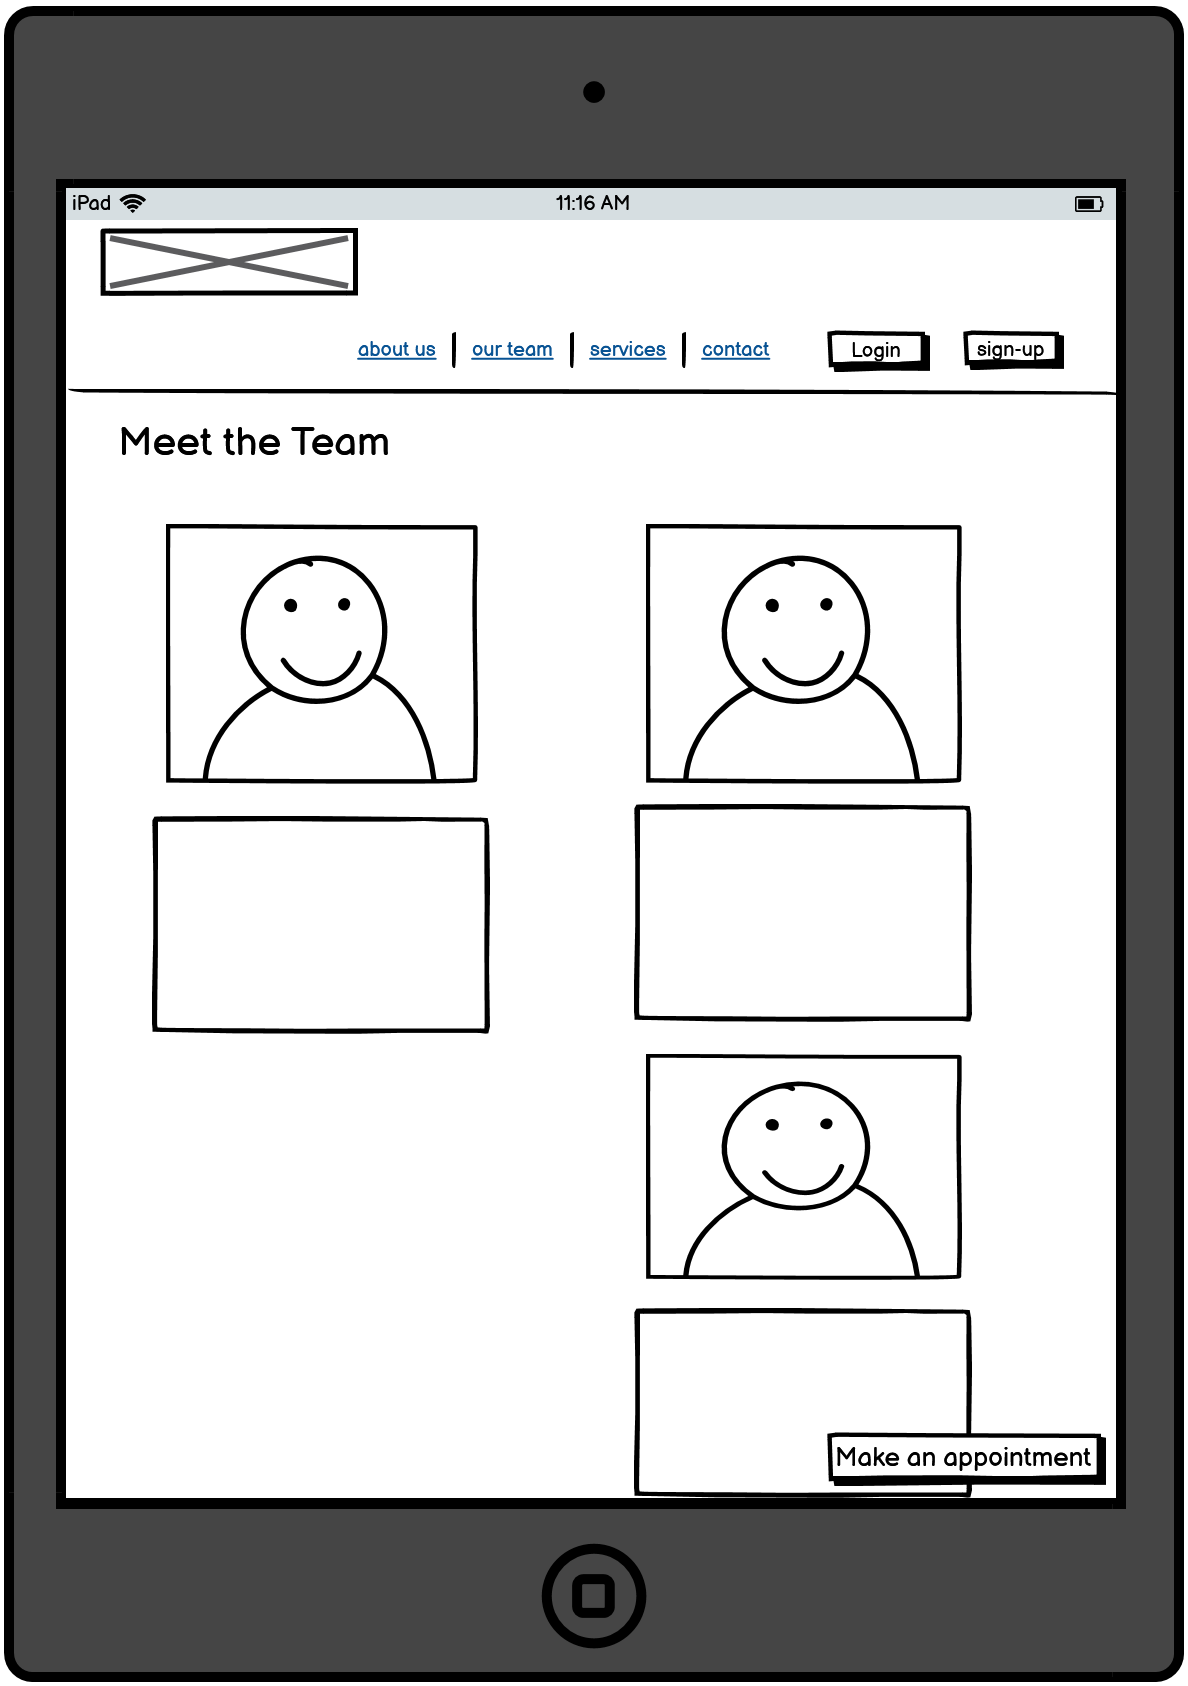 iPad 11:16 AM
about us our team services contact Login sign-up
Meet the Team
Make an appointment